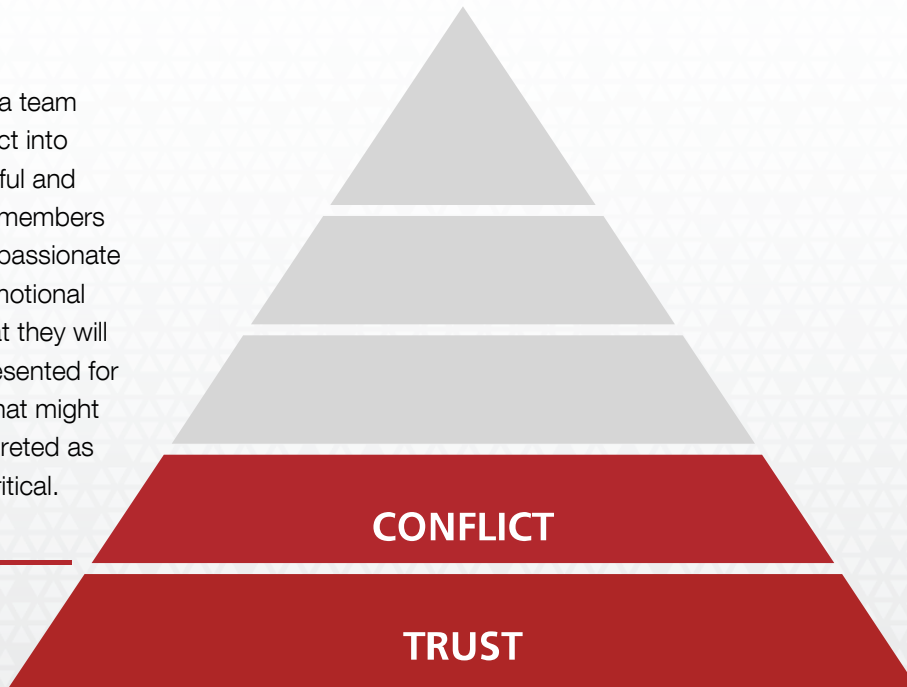 a team
ct into
ful and
members
passionate
notional
at they will
esented for
hat might
reted as
ritical.
CONFLICT
TRUST